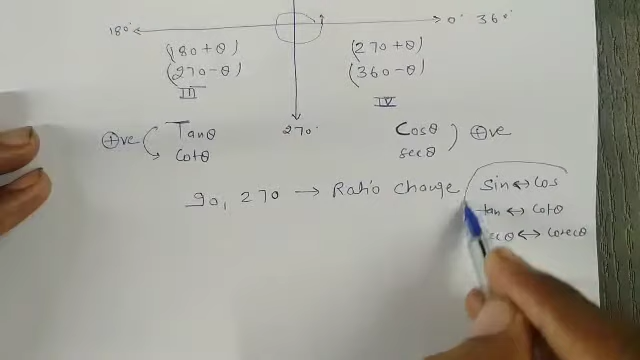 180° 0° 360°
(180+θ) (270+θ)
(270-θ) (360-θ)
III IV
270°
⊕ve Tanθ Cosθ ⊕ve
cotθ secθ
90, 270 → Ratio change sin ↔ cos
tan ↔ cotθ
secθ ↔ cosecθ